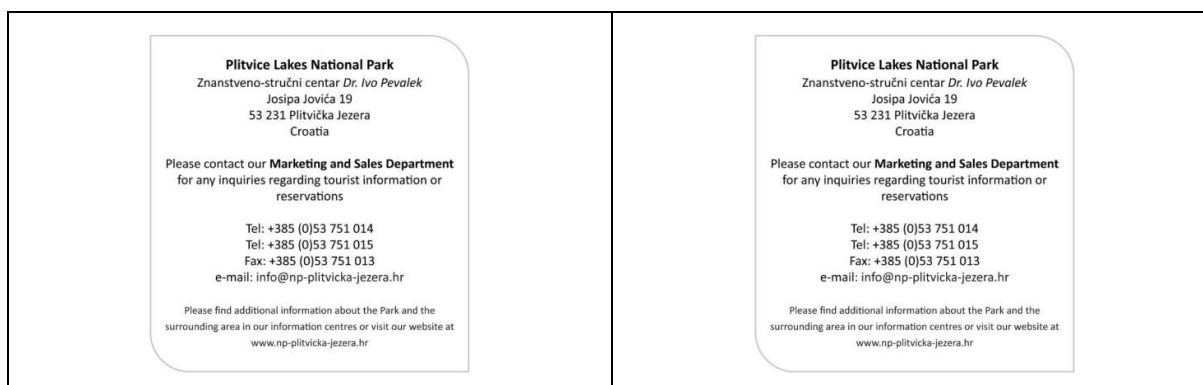 Plitvice Lakes National Park
Znanstveno-stručni centar Dr. Ivo Pevalek
Josipa Jovića 19
53 231 Plitvička Jezera
Croatia
Please contact our Marketing and Sales Department
for any inquiries regarding tourist information or
reservations
Tel: +385 (0)53 751 014
Tel: +385 (0)53 751 015
Fax: +385 (0)53 751 013
e-mail: info@np-plitvicka-jezera.hr
Please find additional information about the Park and the
surrounding area in our information centres or visit our website at
www.np-plitvicka-jezera.hr
Plitvice Lakes National Park
Znanstveno-stručni centar Dr. Ivo Pevalek
Josipa Jovića 19
53 231 Plitvička Jezera
Croatia
Please contact our Marketing and Sales Department
for any inquiries regarding tourist information or
reservations
Tel: +385 (0)53 751 014
Tel: +385 (0)53 751 015
Fax: +385 (0)53 751 013
e-mail: info@np-plitvicka-jezera.hr
Please find additional information about the Park and the
surrounding area in our information centres or visit our website at
www.np-plitvicka-jezera.hr